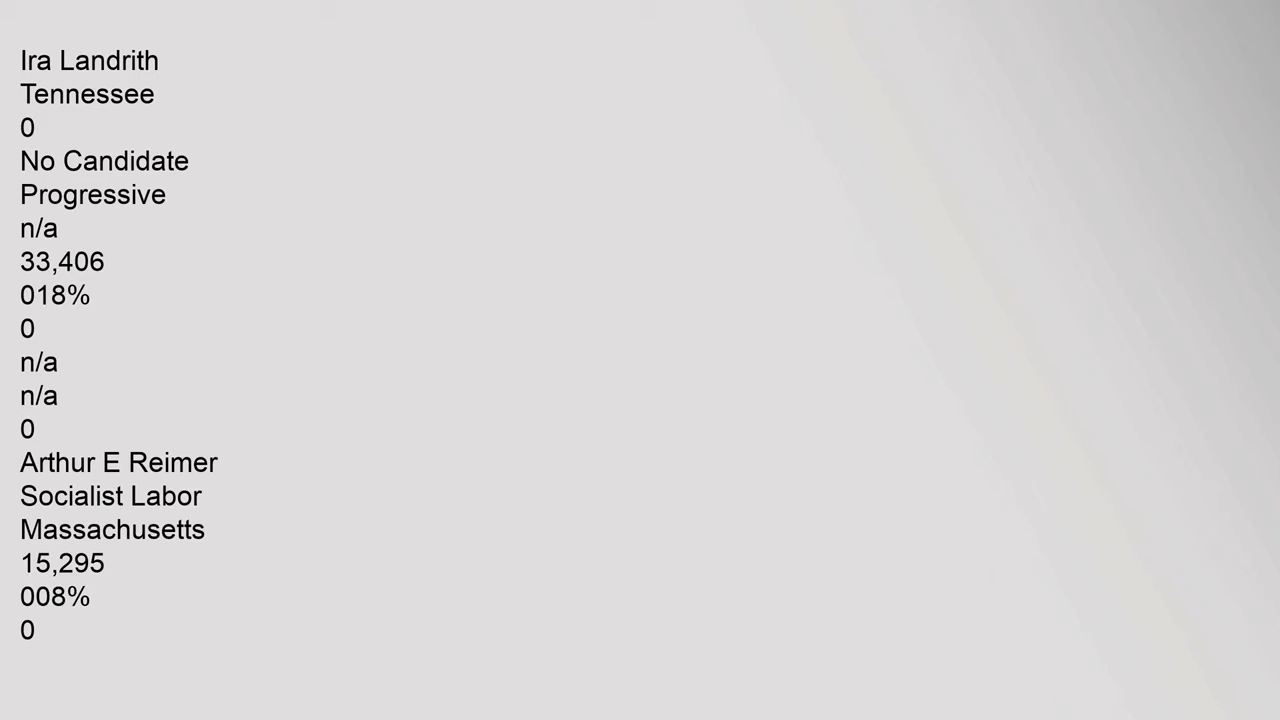 Ira Landrith
Tennessee
0
No Candidate
Progressive
n/a
33,406
018%
0
n/a
n/a
0
Arthur E Reimer
Socialist Labor
Massachusetts
15,295
008%
0